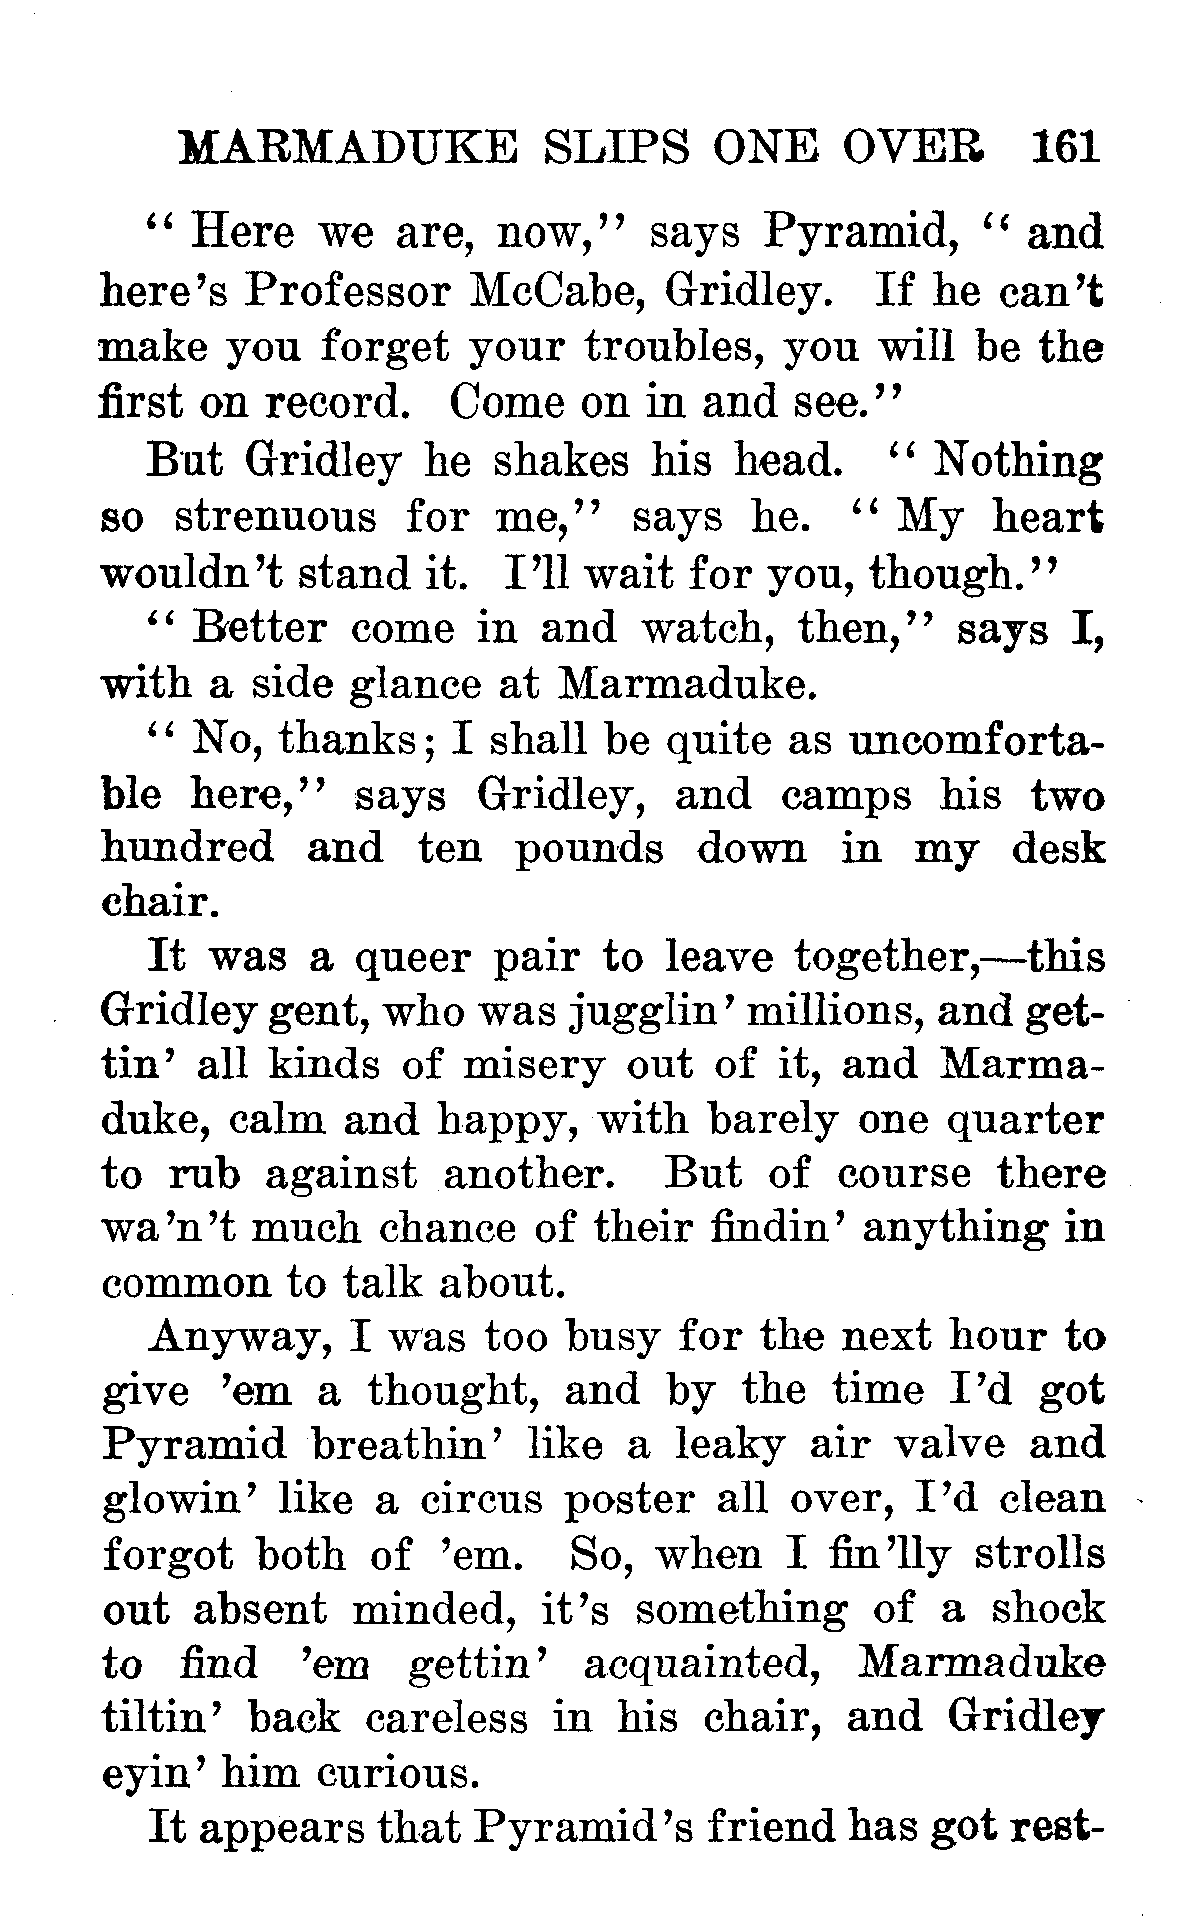 MARMADUKE SLIPS ONE OVER 161
“ Here we are, now,” says Pyramid, “ and
here’s Professor McCabe, Gridley. If he can’t
make you forget your troubles, you will be the
first on record. Come on in and see.”
But Gridley he shakes his head. “ Nothing
so strenuous for me,” says he. “ My heart
wouldn’t stand it. I’ll wait for you, though.”
“ Better come in and watch, then,” says I,
with a side glance at Marmaduke.
“ No, thanks; I shall be quite as uncomforta-
ble here,” says Gridley, and camps his two
hundred and ten pounds down in my desk
chair.
It was a queer pair to leave together,—this
Gridley gent, who was jugglin’ millions, and get-
tin’ all kinds of misery out of it, and Marma-
duke, calm and happy, with barely one quarter
to rub against another. But of course there
wa’n’t much chance of their findin’ anything in
common to talk about.
Anyway, I was too busy for the next hour to
give ’em a thought, and by the time I’d got
Pyramid breathin’ like a leaky air valve and
glowin’ like a circus poster all over, I’d clean
forgot both of ’em. So, when I fin’lly strolls
out absent minded, it’s something of a shock
to find ’em gettin’ acquainted, Marmaduke
tiltin’ back careless in his chair, and Gridley
eyin’ him curious.
It appears that Pyramid’s friend has got rest-